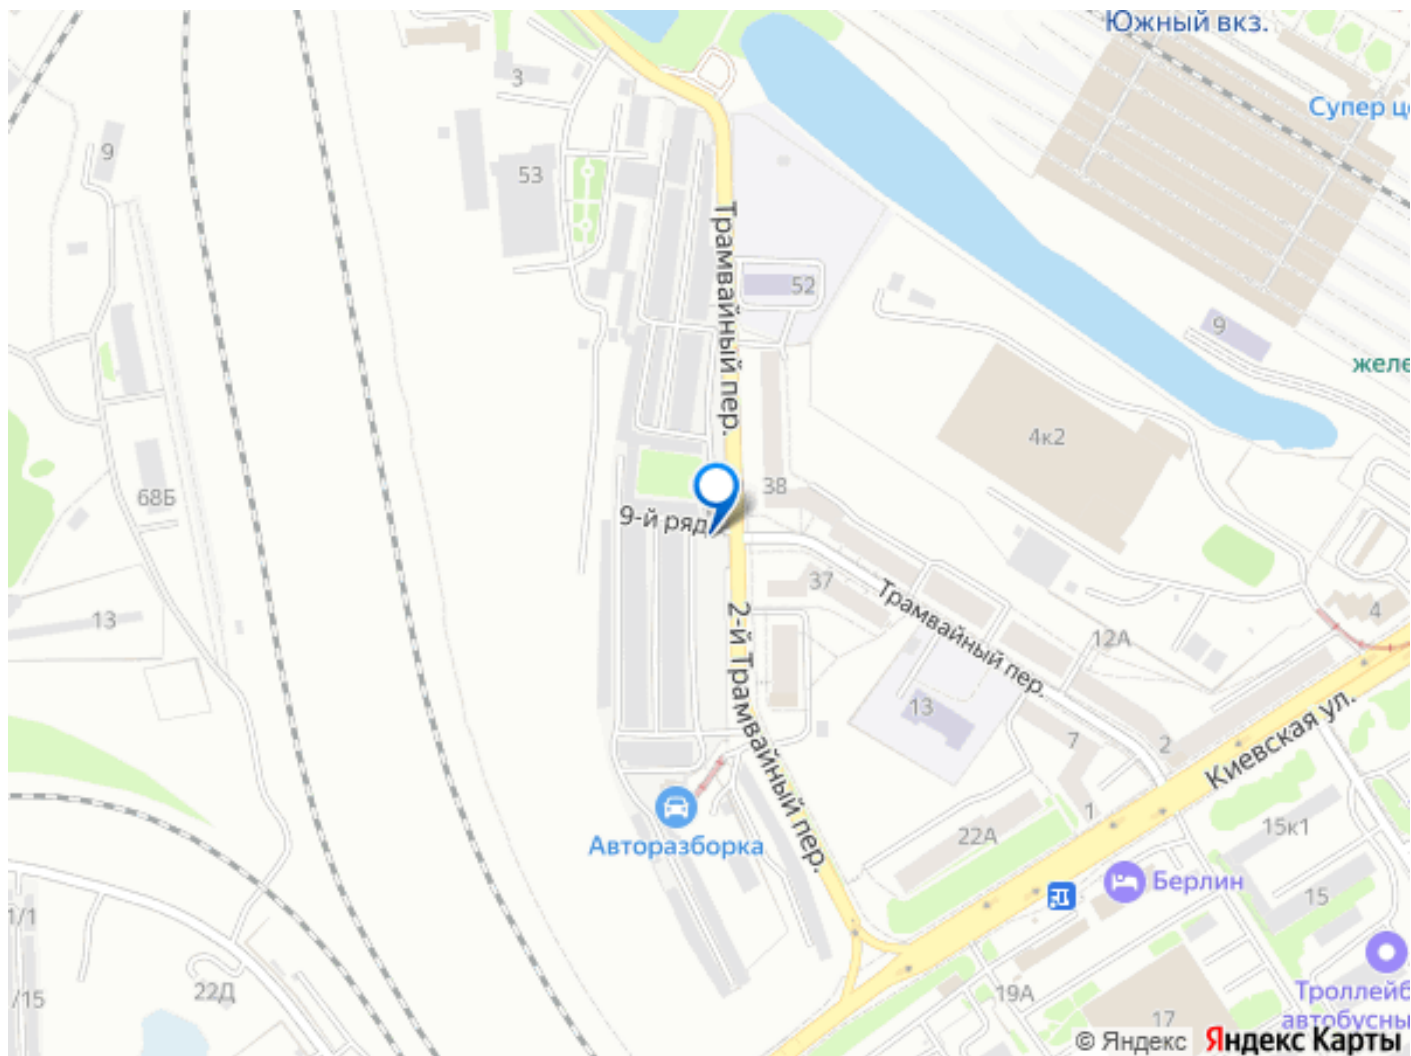 Южный вкз.
Супер це
3
9
53
Трамвайный пер.
52
9
желе
4к2
38
68Б
9-й ряд
37
Трамвайный пер.
4
13
2-й Трамвайный пер.
12А
13
7
2
Киевская ул.
1
Авторазборка
22А
15к1
Берлин
15
1/1
22Д
/15
19А
Троллейб
автобусны
17
© Яндекс Яндекс Карты